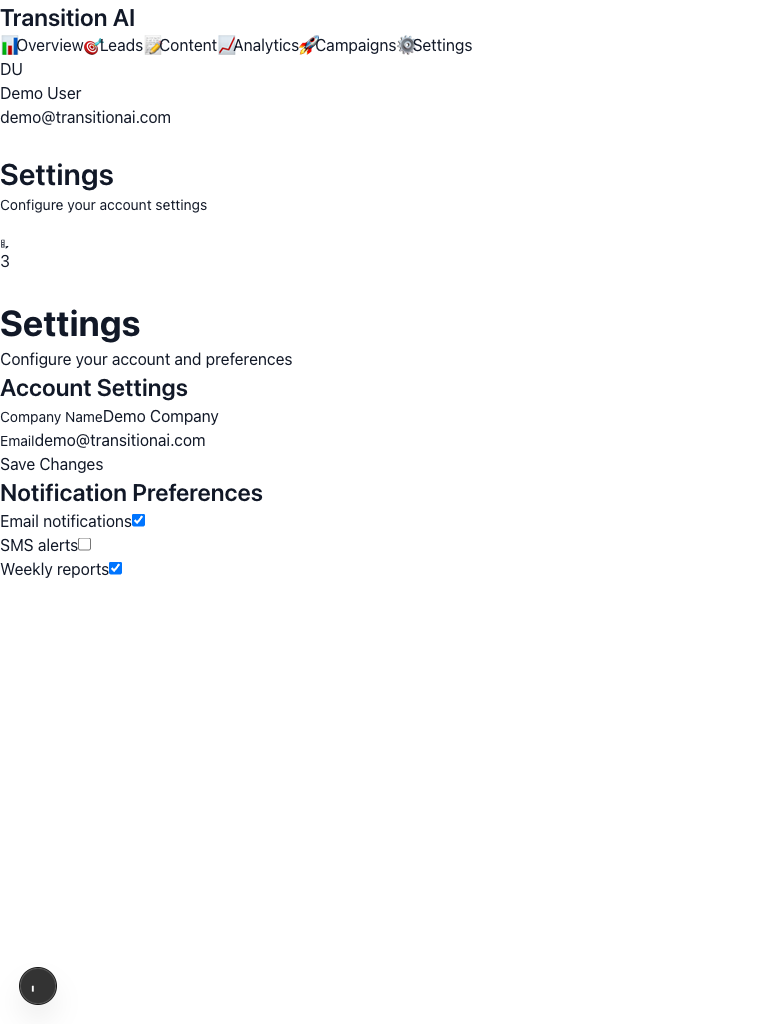 Transition AI
Overview Leads Content Analytics Campaigns Settings
DU
Demo User
demo@transitionai.com
Settings
Configure your account settings
3
Settings
Configure your account and preferences
Account Settings
Company Name Demo Company
Email demo@transitionai.com
Save Changes
Notification Preferences
Email notifications
SMS alerts
Weekly reports